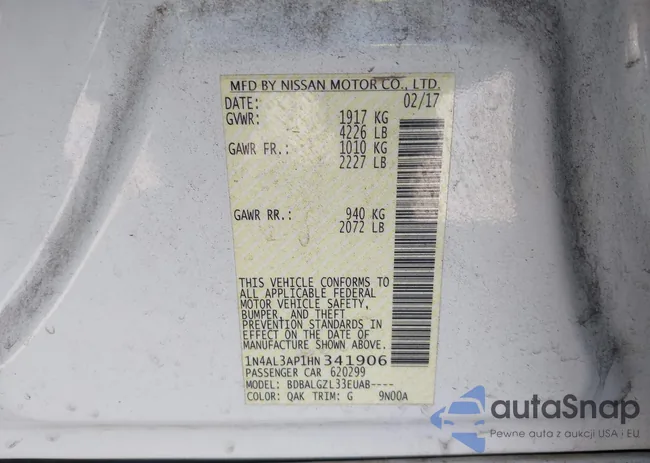 MFD BY NISSAN MOTOR CO., LTD.
DATE: 02/17
GVWR: 1917 KG
4226 LB
GAWR FR.: 1010 KG
2227 LB
GAWR RR.: 940 KG
2072 LB
THIS VEHICLE CONFORMS TO
ALL APPLICABLE FEDERAL
MOTOR VEHICLE SAFETY,
BUMPER, AND THEFT
PREVENTION STANDARDS IN
EFFECT ON THE DATE OF
MANUFACTURE SHOWN ABOVE.
1N4AL3AP1HN 341906
PASSENGER CAR 620299
MODEL: BDBALGZL33EUAB----
COLOR: QAK TRIM: G 9N00A
autaSnap
Pewne auta z aukcji USA i EU